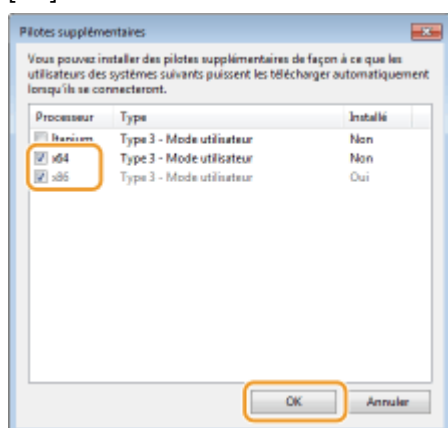 Pilotes supplémentaires
Vous pouvez installer des pilotes supplémentaires de façon à ce que les
utilisateurs des systèmes suivants puissent les télécharger automatiquement
lorsqu'ils se connecteront.
Processeur Type Installé
Itanium Type 3 - Mode utilisateur Non
x64 Type 3 - Mode utilisateur Non
x86 Type 3 - Mode utilisateur Oui
OK Annuler